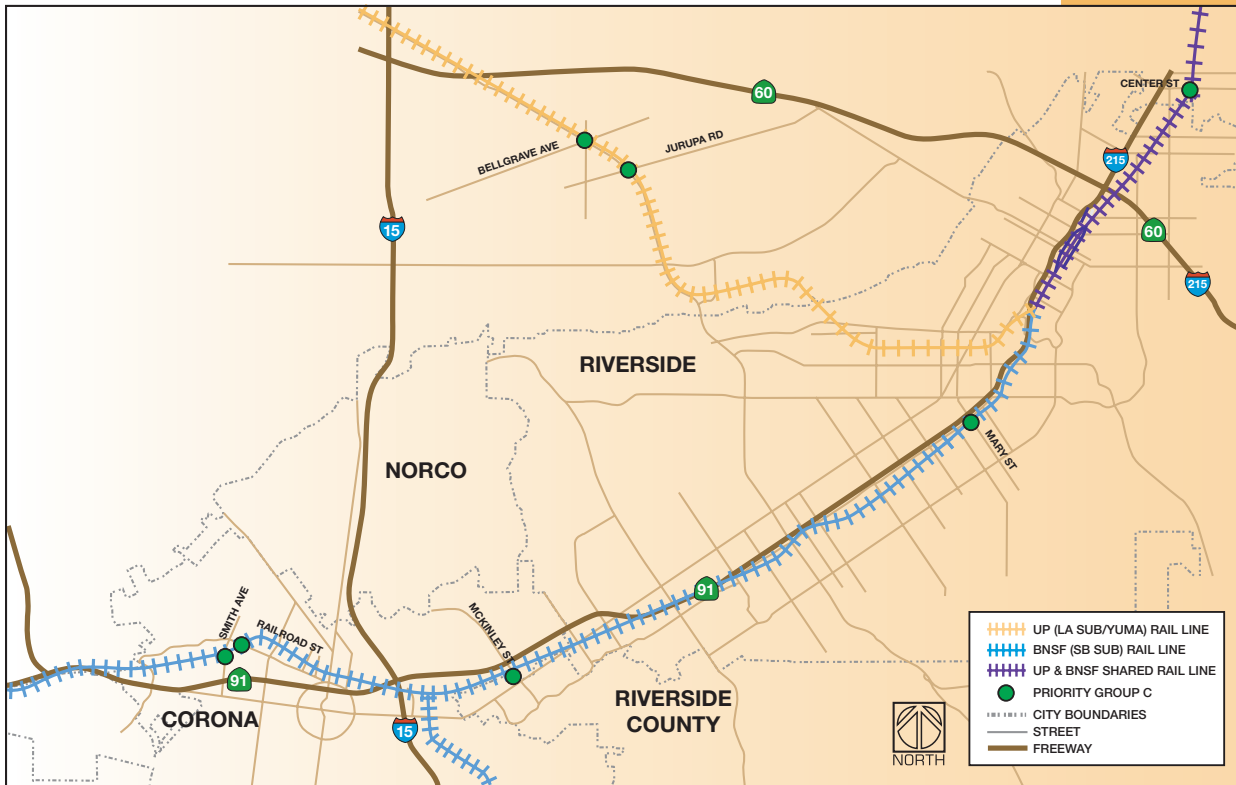 CENTER ST
60
BELLGRAVE AVE
JURUPA RD
215
15
60
215
RIVERSIDE
MARY ST
NORCO
91
SMITH AVE
RAILROAD ST
MCKINLEY ST
91
CORONA
15
RIVERSIDE
COUNTY
NORTH
UP (LA SUB/YUMA) RAIL LINE
BNSF (SB SUB) RAIL LINE
UP & BNSF SHARED RAIL LINE
PRIORITY GROUP C
CITY BOUNDARIES
STREET
FREEWAY